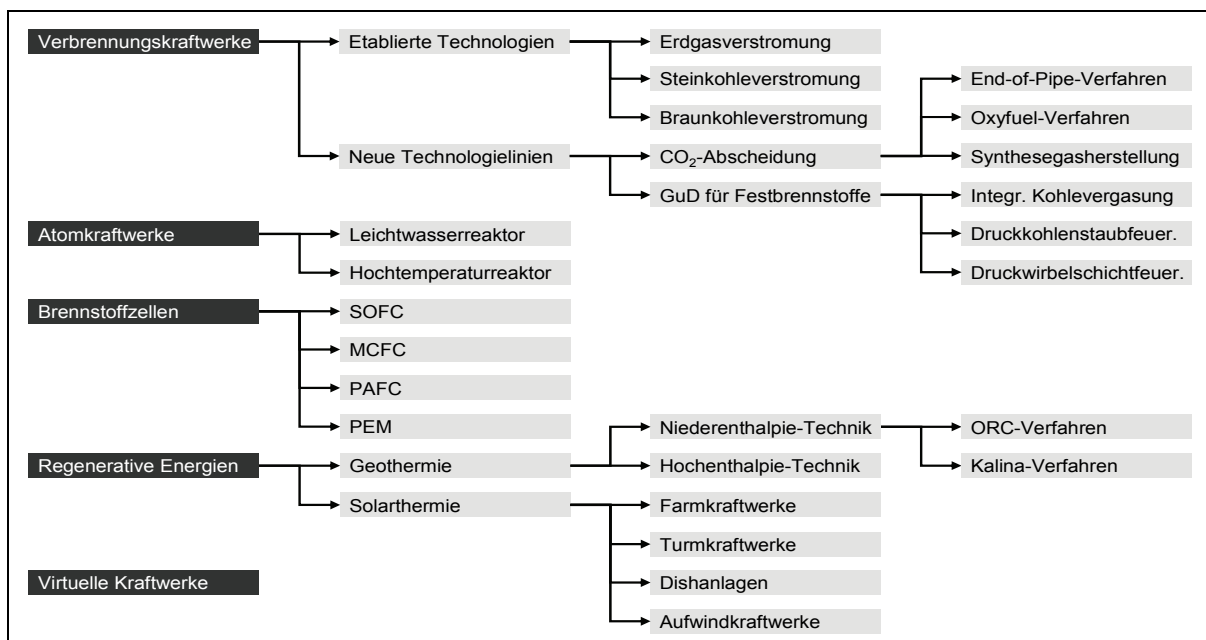 Verbrennungskraftwerke Etablierte Technologien Erdgasverstromung
Steinkohleverstromung End-of-Pipe-Verfahren
Braunkohleverstromung Oxyfuel-Verfahren
Neue Technologielinien CO₂-Abscheidung Synthesegasherstellung
GuD für Festbrennstoffe Integr. Kohlevergasung
Atomkraftwerke Leichtwasserreaktor Druckkohlenstaubfeuer.
Hochtemperaturreaktor Druckwirbelschichtfeuer.
Brennstoffzellen SOFC
MCFC
PAFC
PEM Niederenthalpie-Technik ORC-Verfahren
Regenerative Energien Geothermie Hochenthalpie-Technik Kalina-Verfahren
Solarthermie Farmkraftwerke
Turmkraftwerke
Virtuelle Kraftwerke Dishanlagen
Aufwindkraftwerke